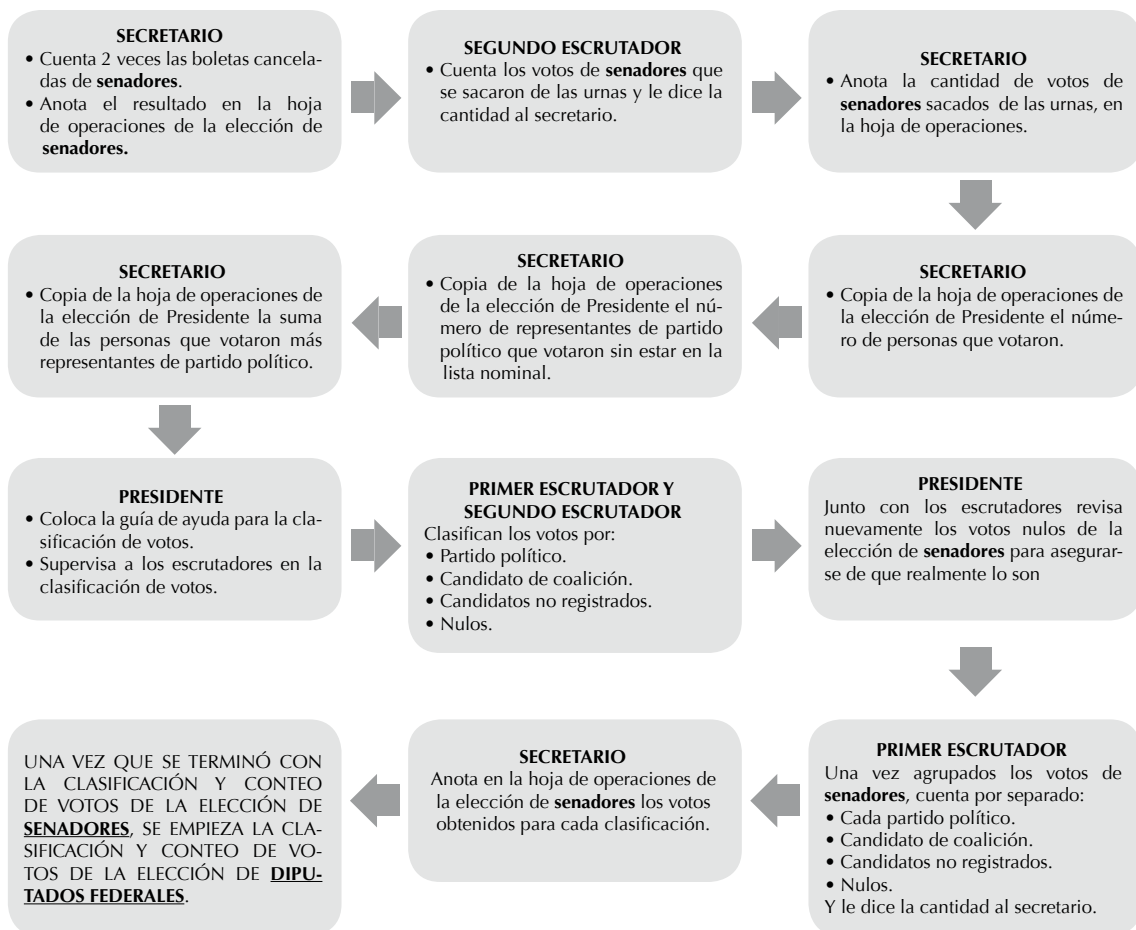 SECRETARIO
• Cuenta 2 veces las boletas cancela-
das de senadores.
• Anota el resultado en la hoja
de operaciones de la elección de
senadores.
SEGUNDO ESCRUTADOR
• Cuenta los votos de senadores que
se sacaron de las urnas y le dice la
cantidad al secretario.
SECRETARIO
• Anota la cantidad de votos de
senadores sacados de las urnas, en
la hoja de operaciones.
SECRETARIO
• Copia de la hoja de operaciones de
la elección de Presidente el núme-
ro de personas que votaron.
SECRETARIO
• Copia de la hoja de operaciones
de la elección de Presidente el nú-
mero de representantes de partido
político que votaron sin estar en la
lista nominal.
SECRETARIO
• Copia de la hoja de operaciones de
la elección de Presidente la suma
de las personas que votaron más
representantes de partido político.
PRESIDENTE
• Coloca la guía de ayuda para la cla-
sificación de votos.
• Supervisa a los escrutadores en la
clasificación de votos.
PRIMER ESCRUTADOR Y
SEGUNDO ESCRUTADOR
Clasifican los votos por:
• Partido político.
• Candidato de coalición.
• Candidatos no registrados.
• Nulos.
PRESIDENTE
Junto con los escrutadores revisa
nuevamente los votos nulos de la
elección de senadores para asegurar-
se de que realmente lo son
PRIMER ESCRUTADOR
Una vez agrupados los votos de
senadores, cuenta por separado:
• Cada partido político.
• Candidato de coalición.
• Candidatos no registrados.
• Nulos.
Y le dice la cantidad al secretario.
SECRETARIO
Anota en la hoja de operaciones de
la elección de senadores los votos
obtenidos para cada clasificación.
UNA VEZ QUE SE TERMINÓ CON
LA CLASIFICACIÓN Y CONTEO
DE VOTOS DE LA ELECCIÓN DE
SENADORES, SE EMPIEZA LA CLA-
SIFICACIÓN Y CONTEO DE VO-
TOS DE LA ELECCIÓN DE DIPU-
TADOS FEDERALES.